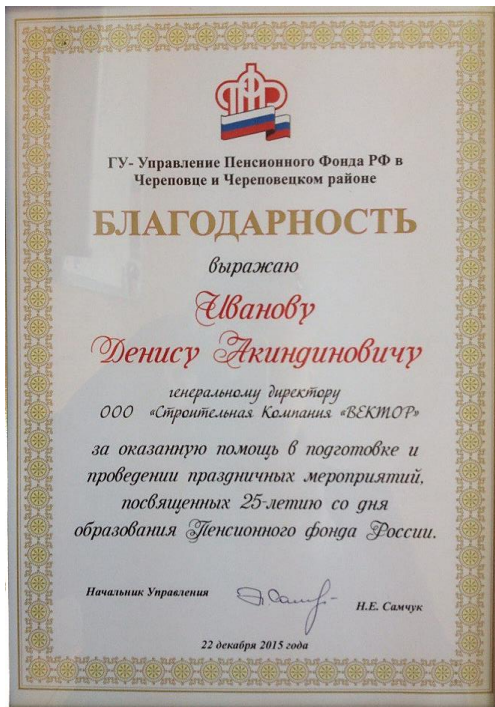 ПФР
ГУ- Управление Пенсионного Фонда РФ в
Череповце и Череповецком районе
БЛАГОДАРНОСТЬ
выражаю
Иванову
Денису Акиндиновичу
генеральному директору
ООО «Строительная Компания «ВЕКТОР»
за оказанную помощь в подготовке и
проведении праздничных мероприятий,
посвященных 25-летию со дня
образования Пенсионного фонда России.
Начальник Управления
Н.Е. Самчук
22 декабря 2015 года